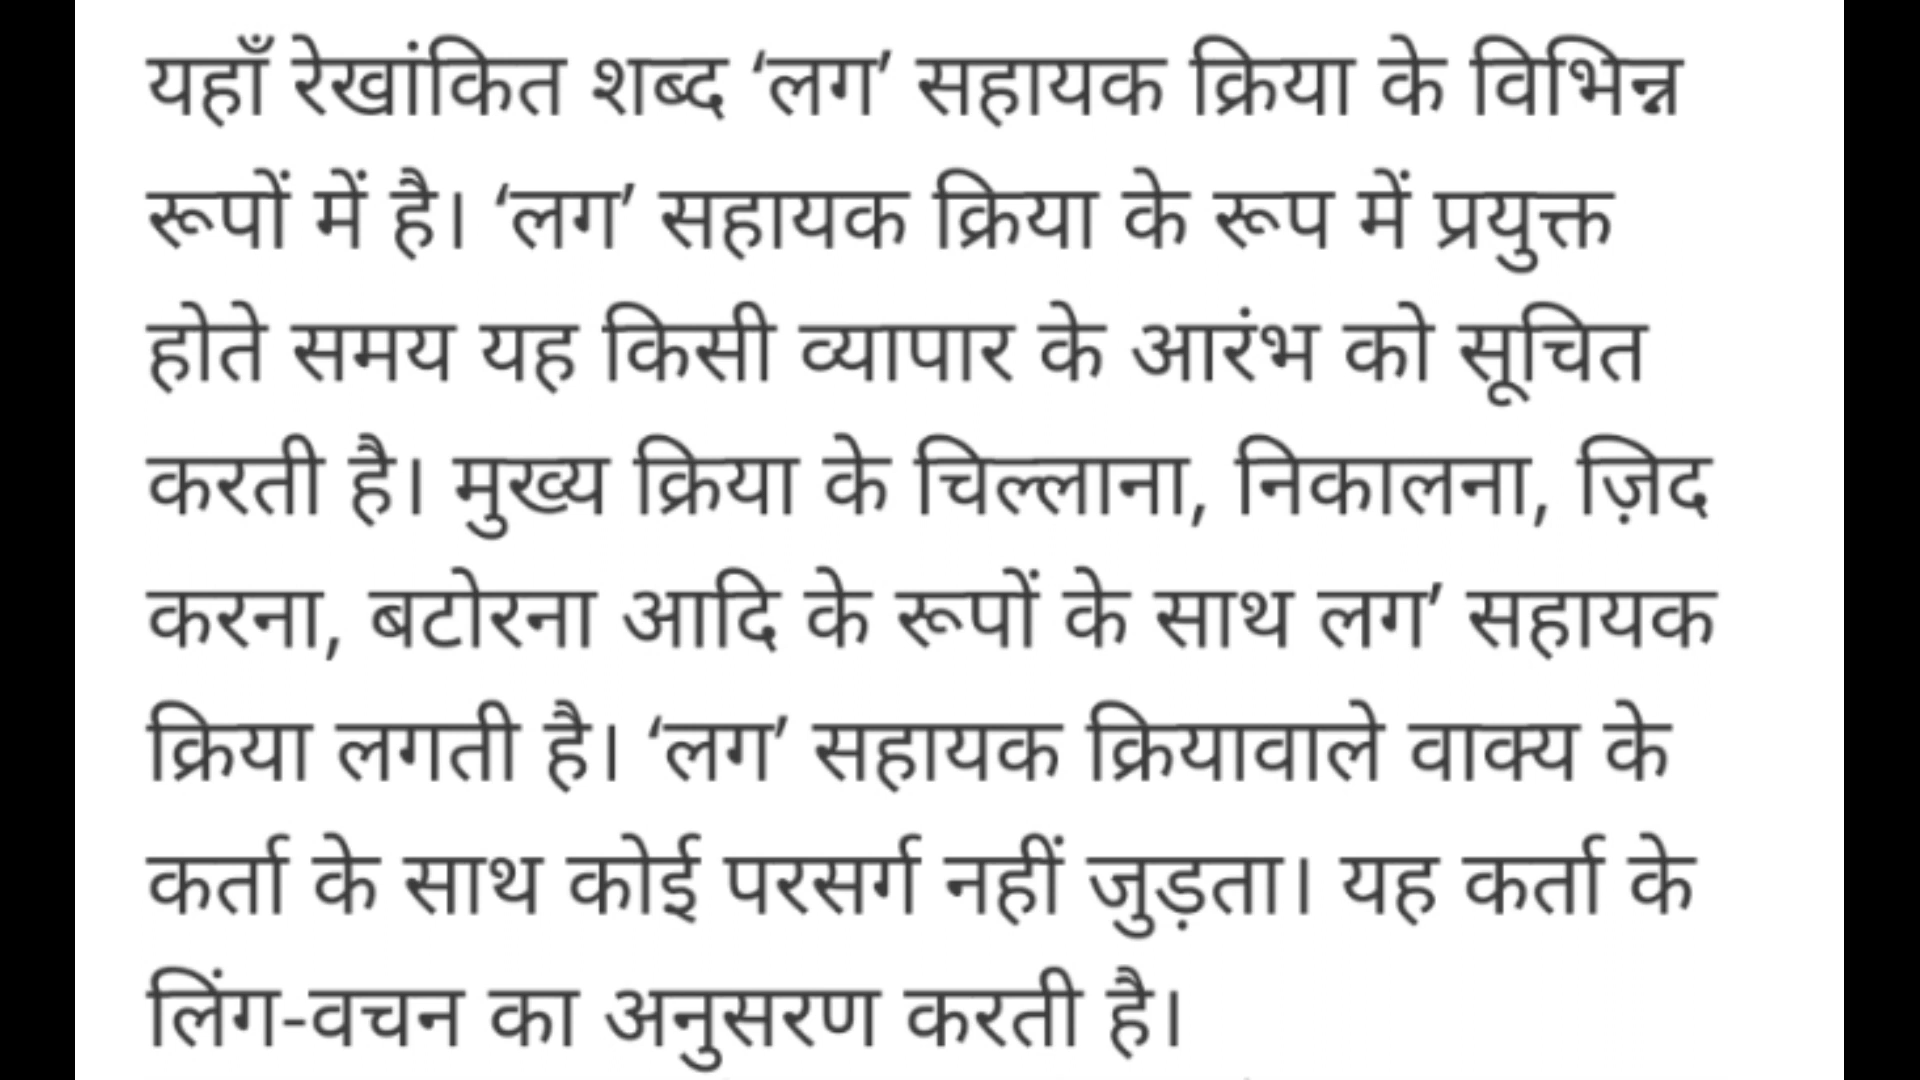 यहाँ रेखांकित शब्द ‘लग’ सहायक क्रिया के विभिन्न
रूपों में है। ‘लग’ सहायक क्रिया के रूप में प्रयुक्त
होते समय यह किसी व्यापार के आरंभ को सूचित
करती है। मुख्य क्रिया के चिल्लाना, निकालना, ज़िद
करना, बटोरना आदि के रूपों के साथ लग’ सहायक
क्रिया लगती है। ‘लग’ सहायक क्रियावाले वाक्य के
कर्ता के साथ कोई परसर्ग नहीं जुड़ता। यह कर्ता के
लिंग-वचन का अनुसरण करती है।